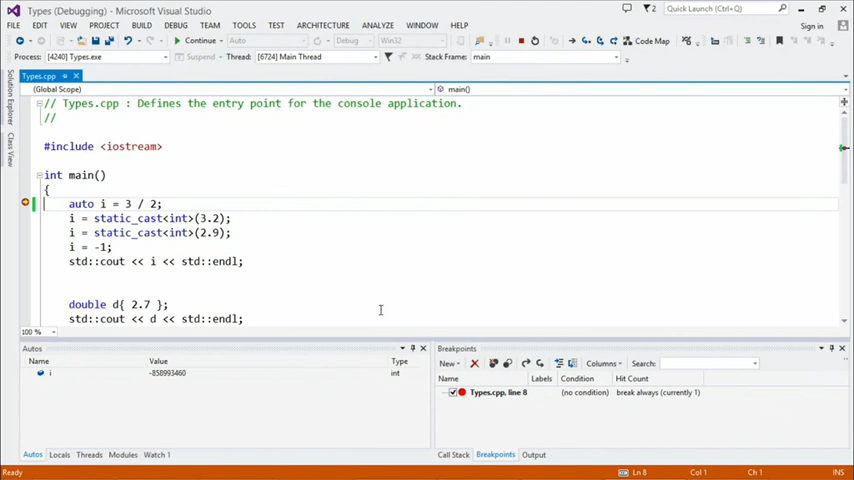 Types (Debugging) - Microsoft Visual Studio
2
Quick Launch (Ctrl+Q)
FILE EDIT VIEW PROJECT BUILD DEBUG TEAM TOOLS TEST ARCHITECTURE ANALYZE WINDOW HELP
Sign in
Continue Auto Debug Win32 Code Map
Process: [4240] Types.exe Suspend Thread: [6724] Main Thread Stack Frame: main
Solution Explorer
Class View
Types.cpp
(Global Scope) main()
// Types.cpp : Defines the entry point for the console application.
//
#include <iostream>
int main()
{
auto i = 3 / 2;
i = static_cast<int>(3.2);
i = static_cast<int>(2.9);
i = -1;
std::cout << i << std::endl;
double d{ 2.7 };
std::cout << d << std::endl;
100 %
Autos
Name Value Type
i -858993460 int
Autos Locals Threads Modules Watch 1
Breakpoints
New Columns Search:
Name Labels Condition Hit Count
Types.cpp, line 8 (no condition) break always (currently 1)
Call Stack Breakpoints Output
Ready Ln 8 Col 1 Ch 1 INS